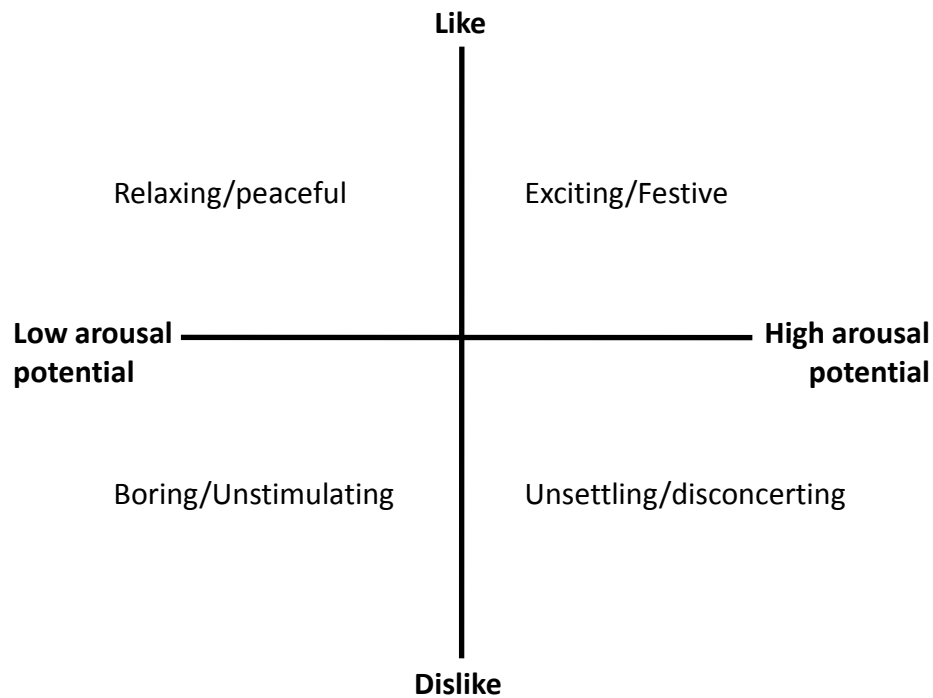 Like
Relaxing/peaceful
Exciting/Festive
Low arousal
potential
High arousal
potential
Boring/Unstimulating
Unsettling/disconcerting
Dislike